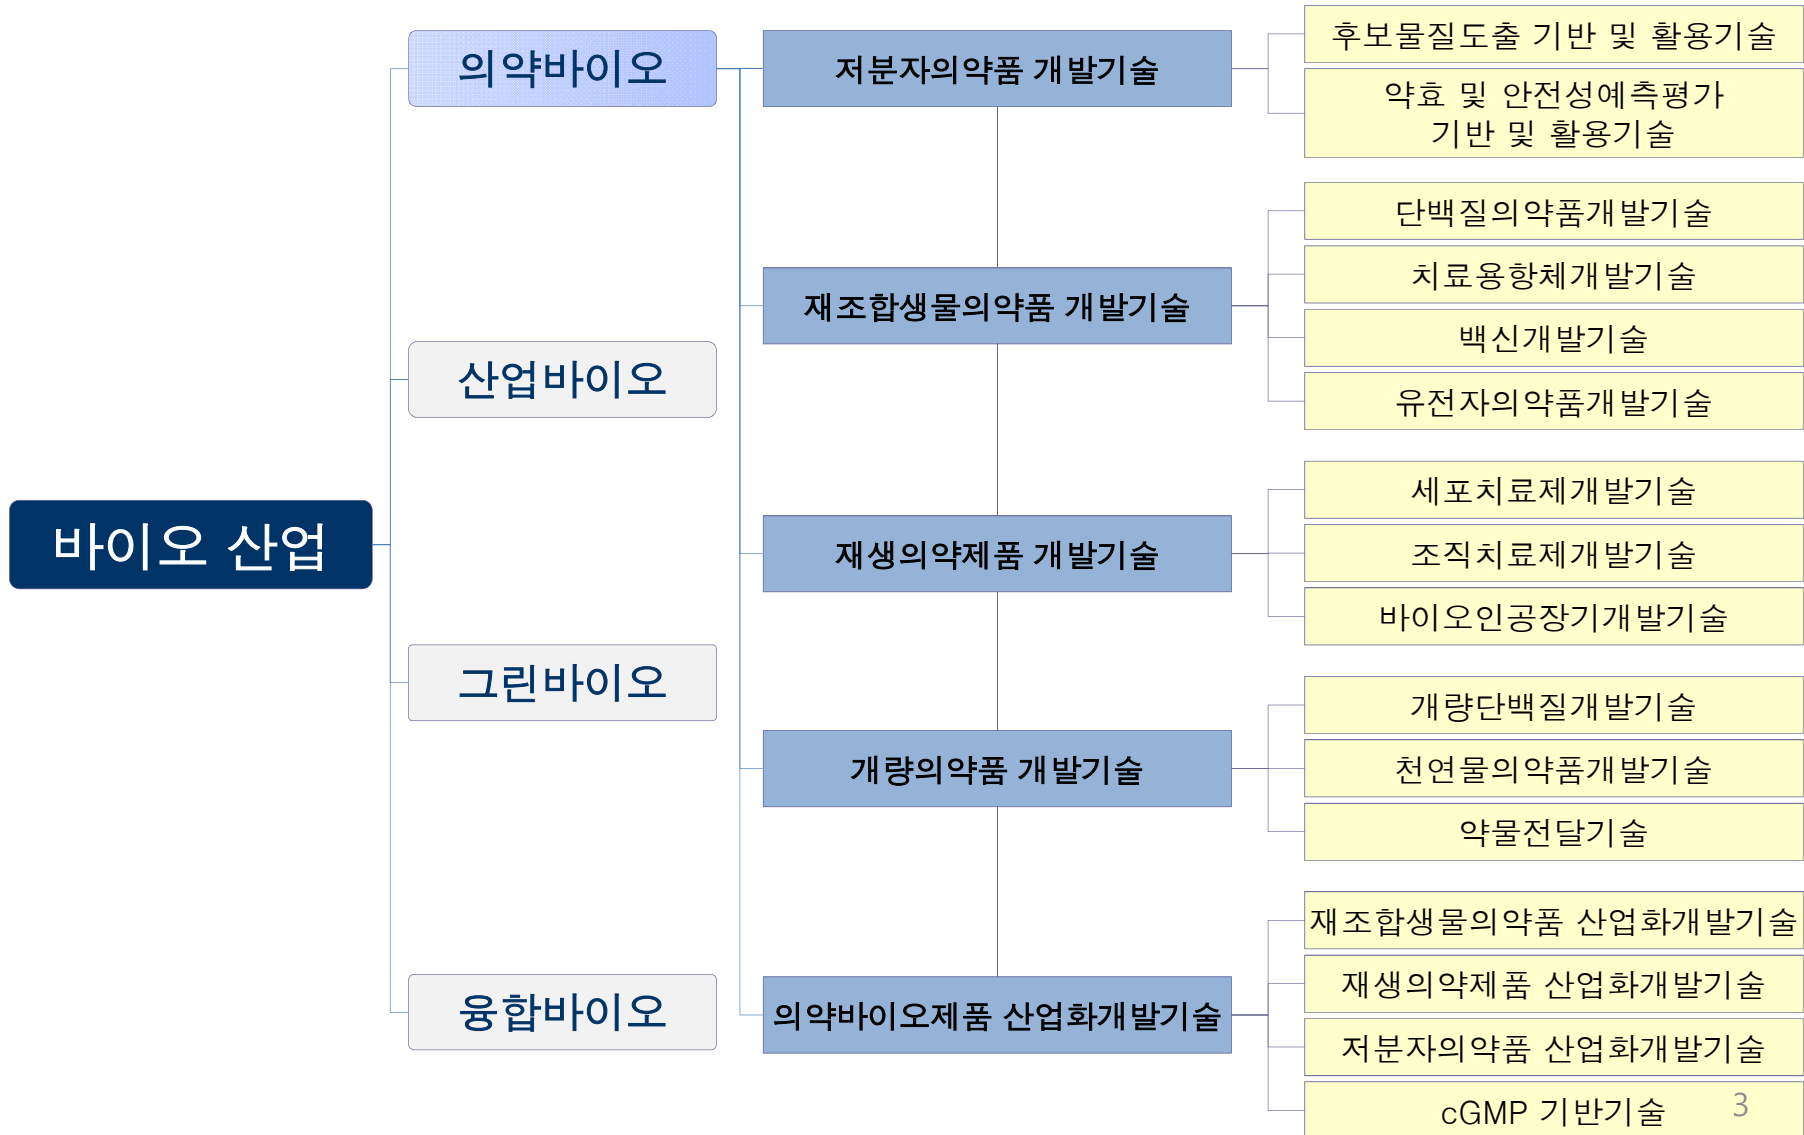 바이오 산업
의약바이오
산업바이오
그린바이오
융합바이오
저분자의약품 개발기술
후보물질도출 기반 및 활용기술
약효 및 안전성예측평가
기반 및 활용기술
재조합생물의약품 개발기술
단백질의약품개발기술
치료용항체개발기술
백신개발기술
유전자의약품개발기술
재생의약제품 개발기술
세포치료제개발기술
조직치료제개발기술
바이오인공장기개발기술
개량의약품 개발기술
개량단백질개발기술
천연물의약품개발기술
약물전달기술
의약바이오제품 산업화개발기술
재조합생물의약품 산업화개발기술
재생의약제품 산업화개발기술
저분자의약품 산업화개발기술
cGMP 기반기술
3